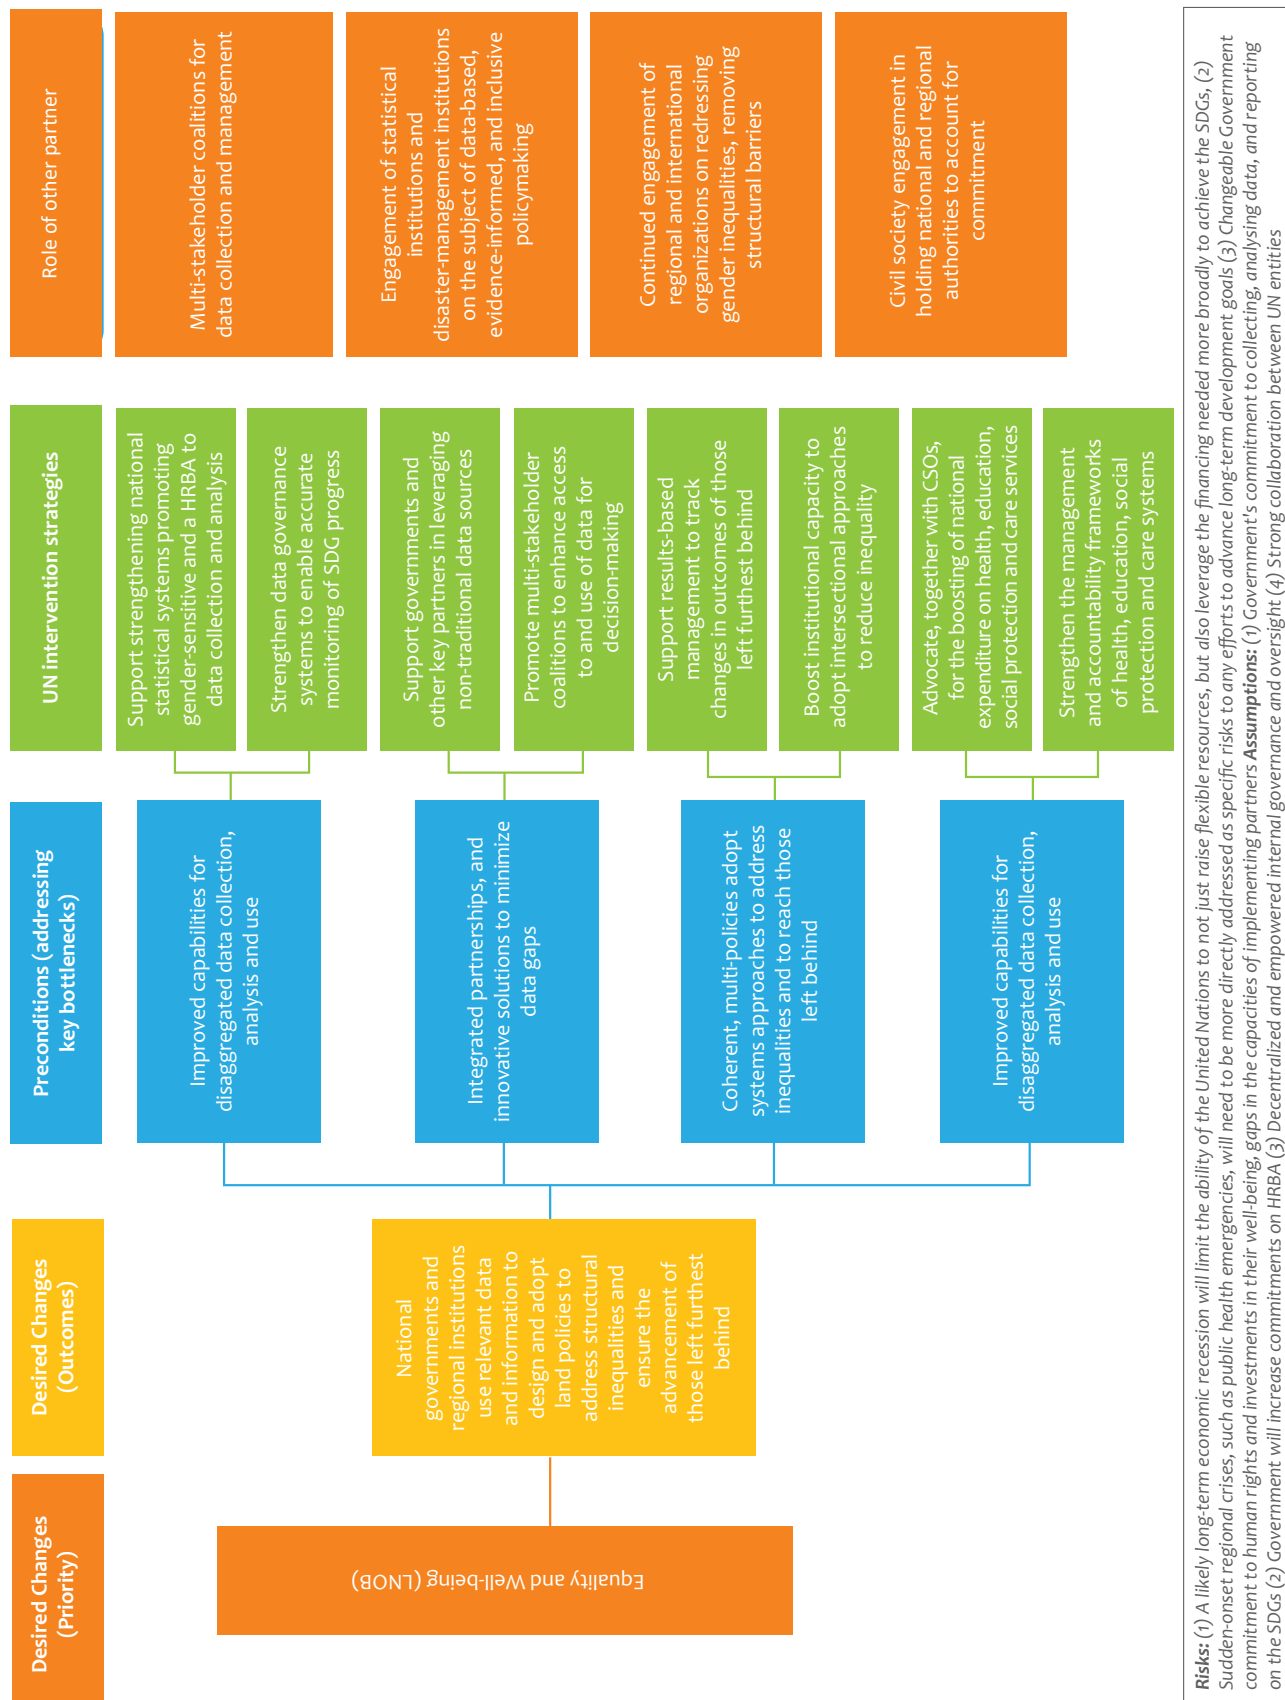 Desired Changes
(Priority)
Equality and Well-being (LNOB)
Desired Changes
(Outcomes)
National
governments and
regional institutions
use relevant data
and information to
design and adopt
land policies to
address structural
inequalities and
ensure the
advancement of
those left furthest
behind
Preconditions (addressing
key bottlenecks)
Improved capabilities for
disaggregated data collection,
analysis and use
Integrated partnerships, and
innovative solutions to minimize
data gaps
Coherent, multi-policies adopt
systems approaches to address
inequalities and to reach those
left behind
Improved capabilities for
disaggregated data collection,
analysis and use
UN intervention strategies
Support strengthening national
statistical systems promoting
gender-sensitive and a HRBA to
data collection and analysis
Strengthen data governance
systems to enable accurate
monitoring of SDG progress
Support governments and
other key partners in leveraging
non-traditional data sources
Promote multi-stakeholder
coalitions to enhance access
to and use of data for
decision-making
Support results-based
management to track
changes in outcomes of those
left furthest behind
Boost institutional capacity to
adopt intersectional approaches
to reduce inequality
Advocate, together with CSOs,
for the boosting of national
expenditure on health, education,
social protection and care services
Strengthen the management
and accountability frameworks
of health, education, social
protection and care systems
Role of other partner
Multi-stakeholder coalitions for
data collection and management
Engagement of statistical
institutions and
disaster-management institutions
on the subject of data-based,
evidence-informed, and inclusive
policymaking
Continued engagement of
regional and international
organizations on redressing
gender inequalities, removing
structural barriers
Civil society engagement in
holding national and regional
authorities to account for
commitment
Risks: (1) A likely long-term economic recession will limit the ability of the United Nations to not just raise flexible resources, but also leverage the financing needed more broadly to achieve the SDGs, (2)
Sudden-onset regional crises, such as public health emergencies, will need to be more directly addressed as specific risks to any efforts to advance long-term development goals (3) Changeable Government
commitment to human rights and investments in their well-being, gaps in the capacities of implementing partners Assumptions: (1) Government's commitment to collecting, analysing data, and reporting
on the SDGs (2) Government will increase commitments on HRBA (3) Decentralized and empowered internal governance and oversight (4) Strong collaboration between UN entities